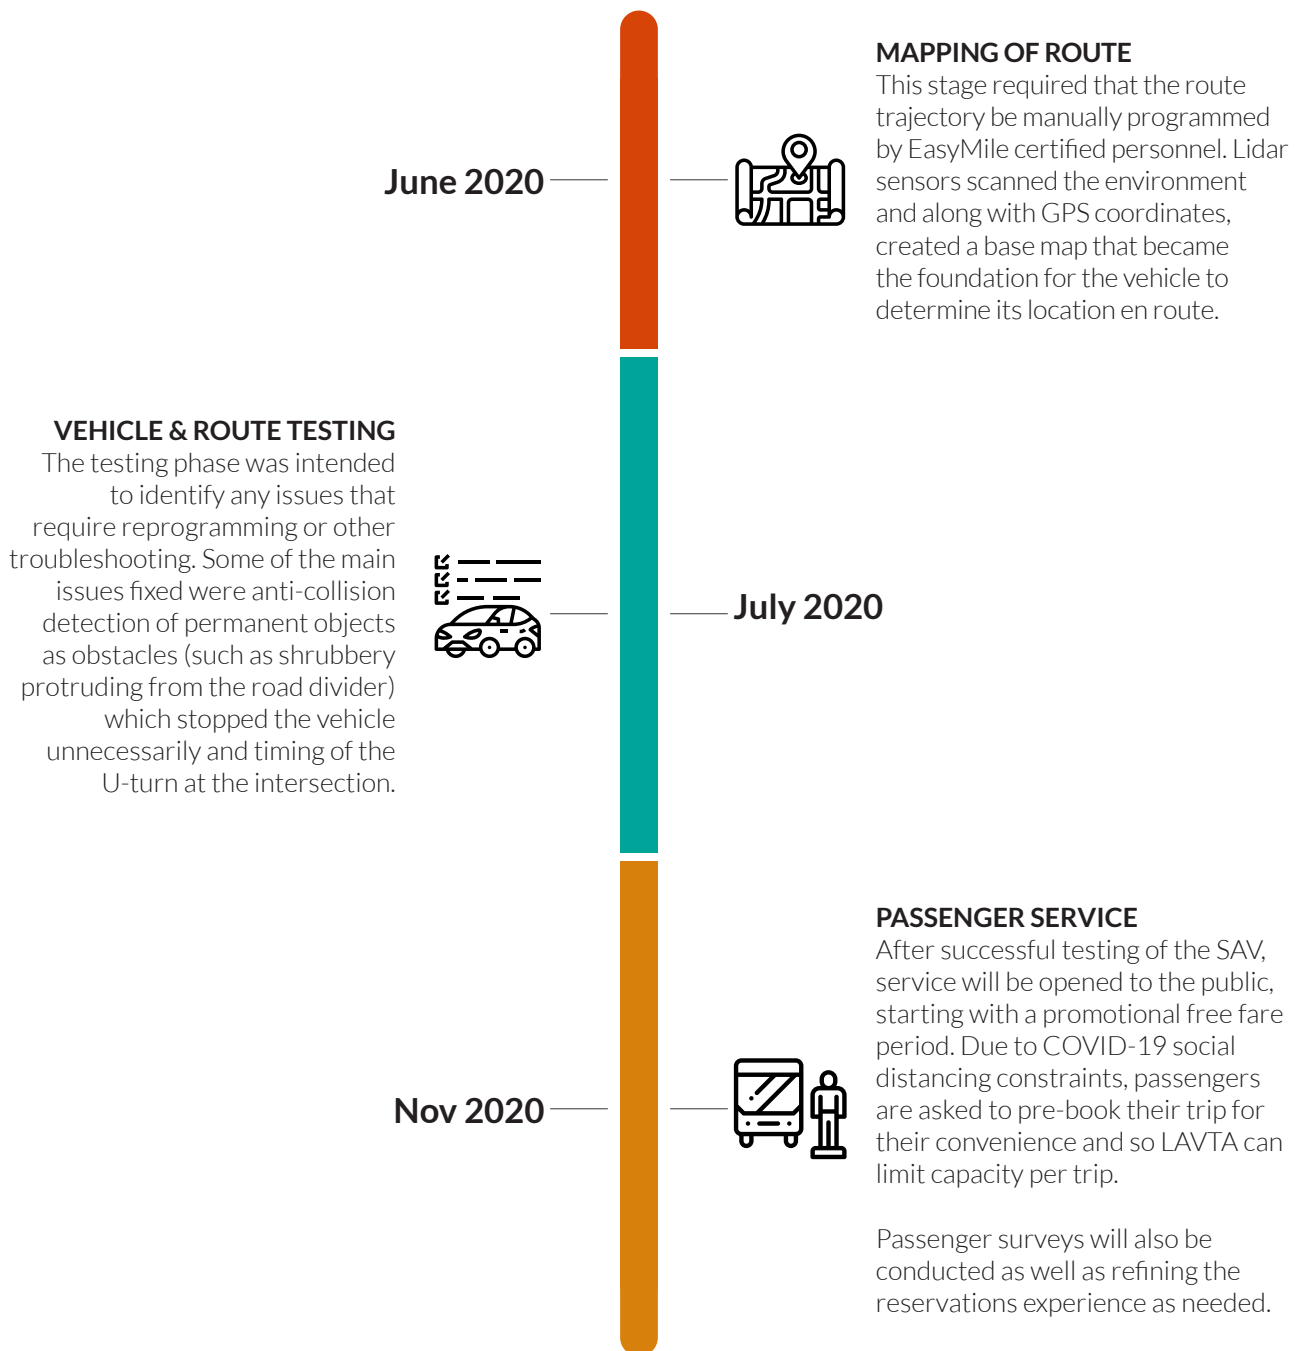 June 2020
MAPPING OF ROUTE
This stage required that the route
trajectory be manually programmed
by EasyMile certified personnel. Lidar
sensors scanned the environment
and along with GPS coordinates,
created a base map that became
the foundation for the vehicle to
determine its location en route.
VEHICLE & ROUTE TESTING
The testing phase was intended
to identify any issues that
require reprogramming or other
troubleshooting. Some of the main
issues fixed were anti-collision
detection of permanent objects
as obstacles (such as shrubbery
protruding from the road divider)
which stopped the vehicle
unnecessarily and timing of the
U-turn at the intersection.
July 2020
Nov 2020
PASSENGER SERVICE
After successful testing of the SAV,
service will be opened to the public,
starting with a promotional free fare
period. Due to COVID-19 social
distancing constraints, passengers
are asked to pre-book their trip for
their convenience and so LAVTA can
limit capacity per trip.
Passenger surveys will also be
conducted as well as refining the
reservations experience as needed.